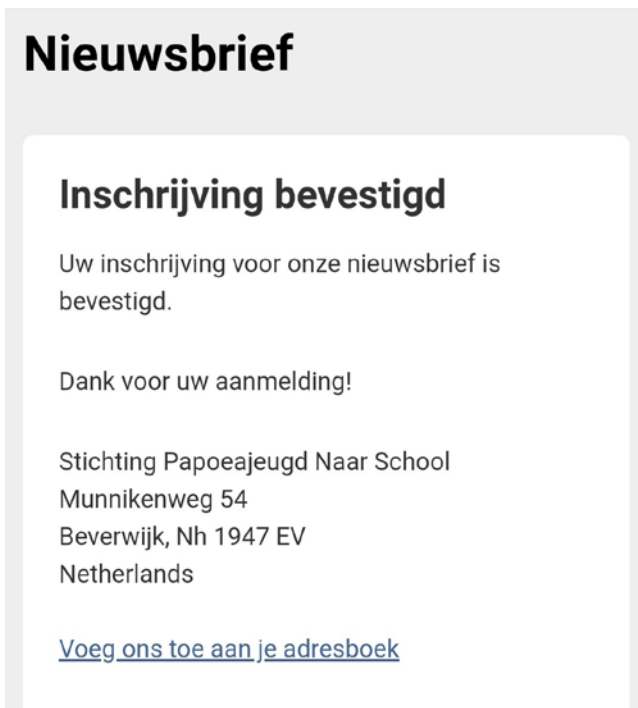 Nieuwsbrief
Inschrijving bevestigd
Uw inschrijving voor onze nieuwsbrief is
bevestigd.
Dank voor uw aanmelding!
Stichting Papoeajeugd Naar School
Munnikenweg 54
Beverwijk, Nh 1947 EV
Netherlands
Voeg ons toe aan je adresboek